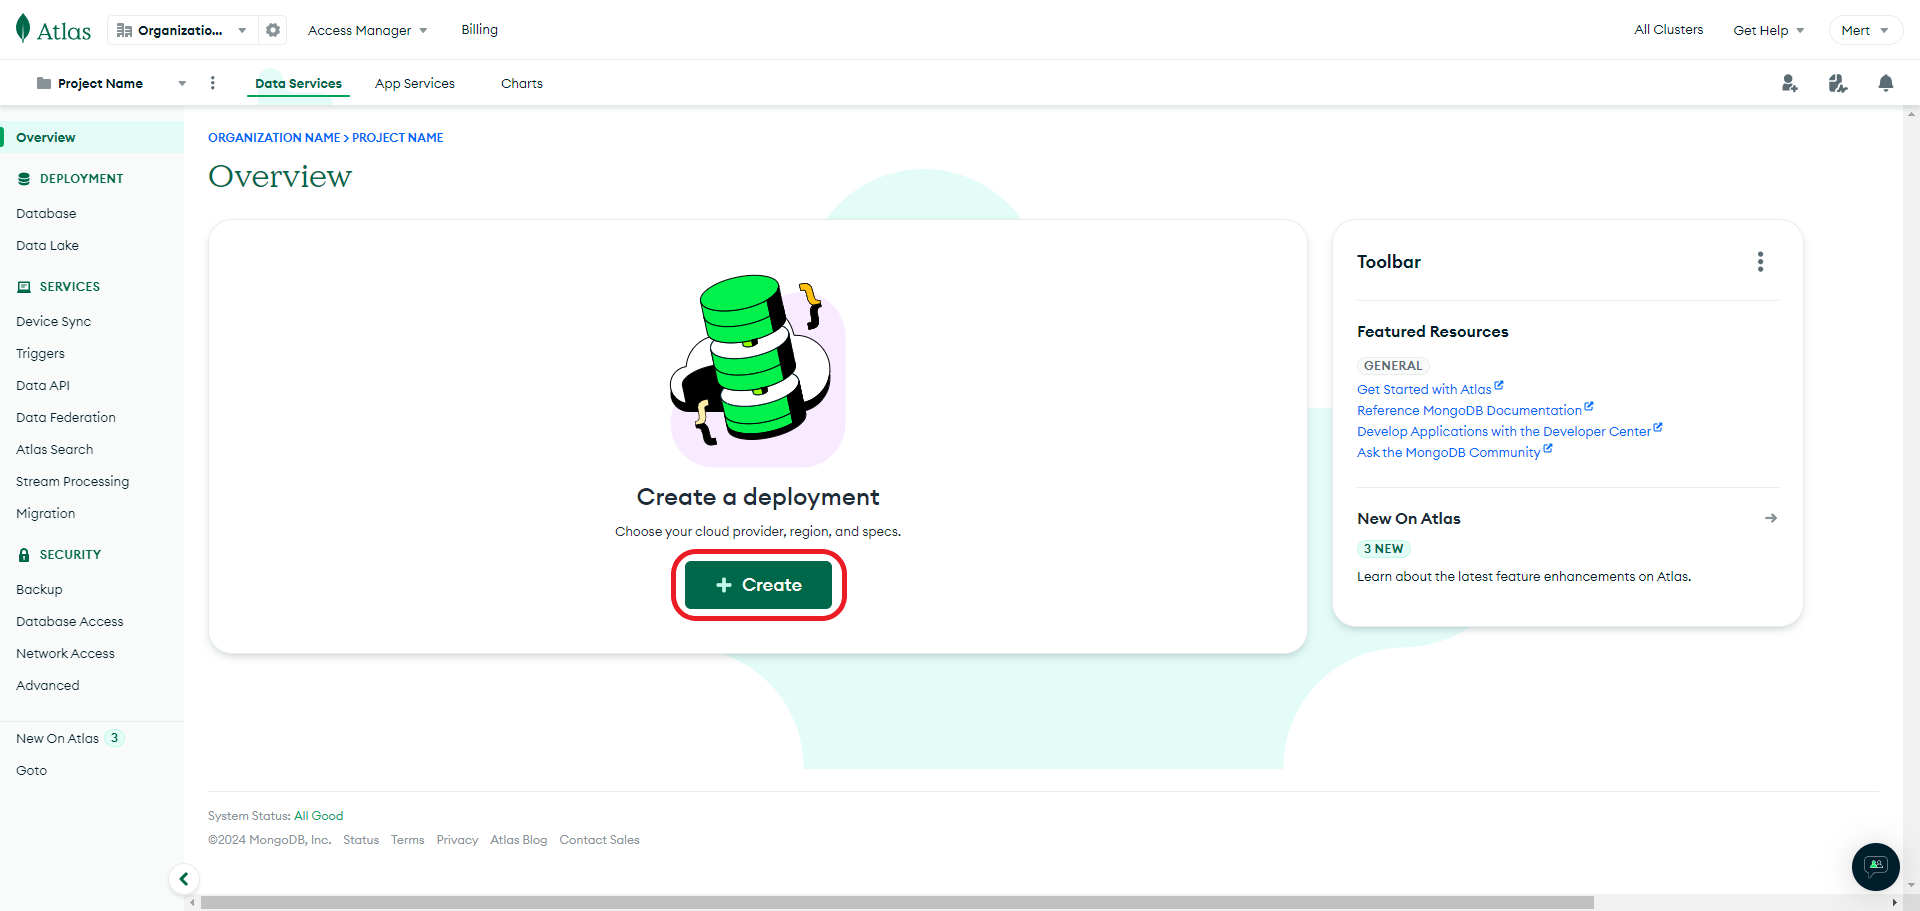 Atlas
Organizatio...
Access Manager
Billing
All Clusters
Get Help
Mert
Project Name
Data Services
App Services
Charts
Overview
DEPLOYMENT
Database
Data Lake
SERVICES
Device Sync
Triggers
Data API
Data Federation
Atlas Search
Stream Processing
Migration
SECURITY
Backup
Database Access
Network Access
Advanced
New On Atlas 3
Goto
ORGANIZATION NAME > PROJECT NAME
Overview
Create a deployment
Choose your cloud provider, region, and specs.
+ Create
Toolbar
Featured Resources
GENERAL
Get Started with Atlas
Reference MongoDB Documentation
Develop Applications with the Developer Center
Ask the MongoDB Community
New On Atlas
3 NEW
Learn about the latest feature enhancements on Atlas.
System Status: All Good
©2024 MongoDB, Inc. Status Terms Privacy Atlas Blog Contact Sales